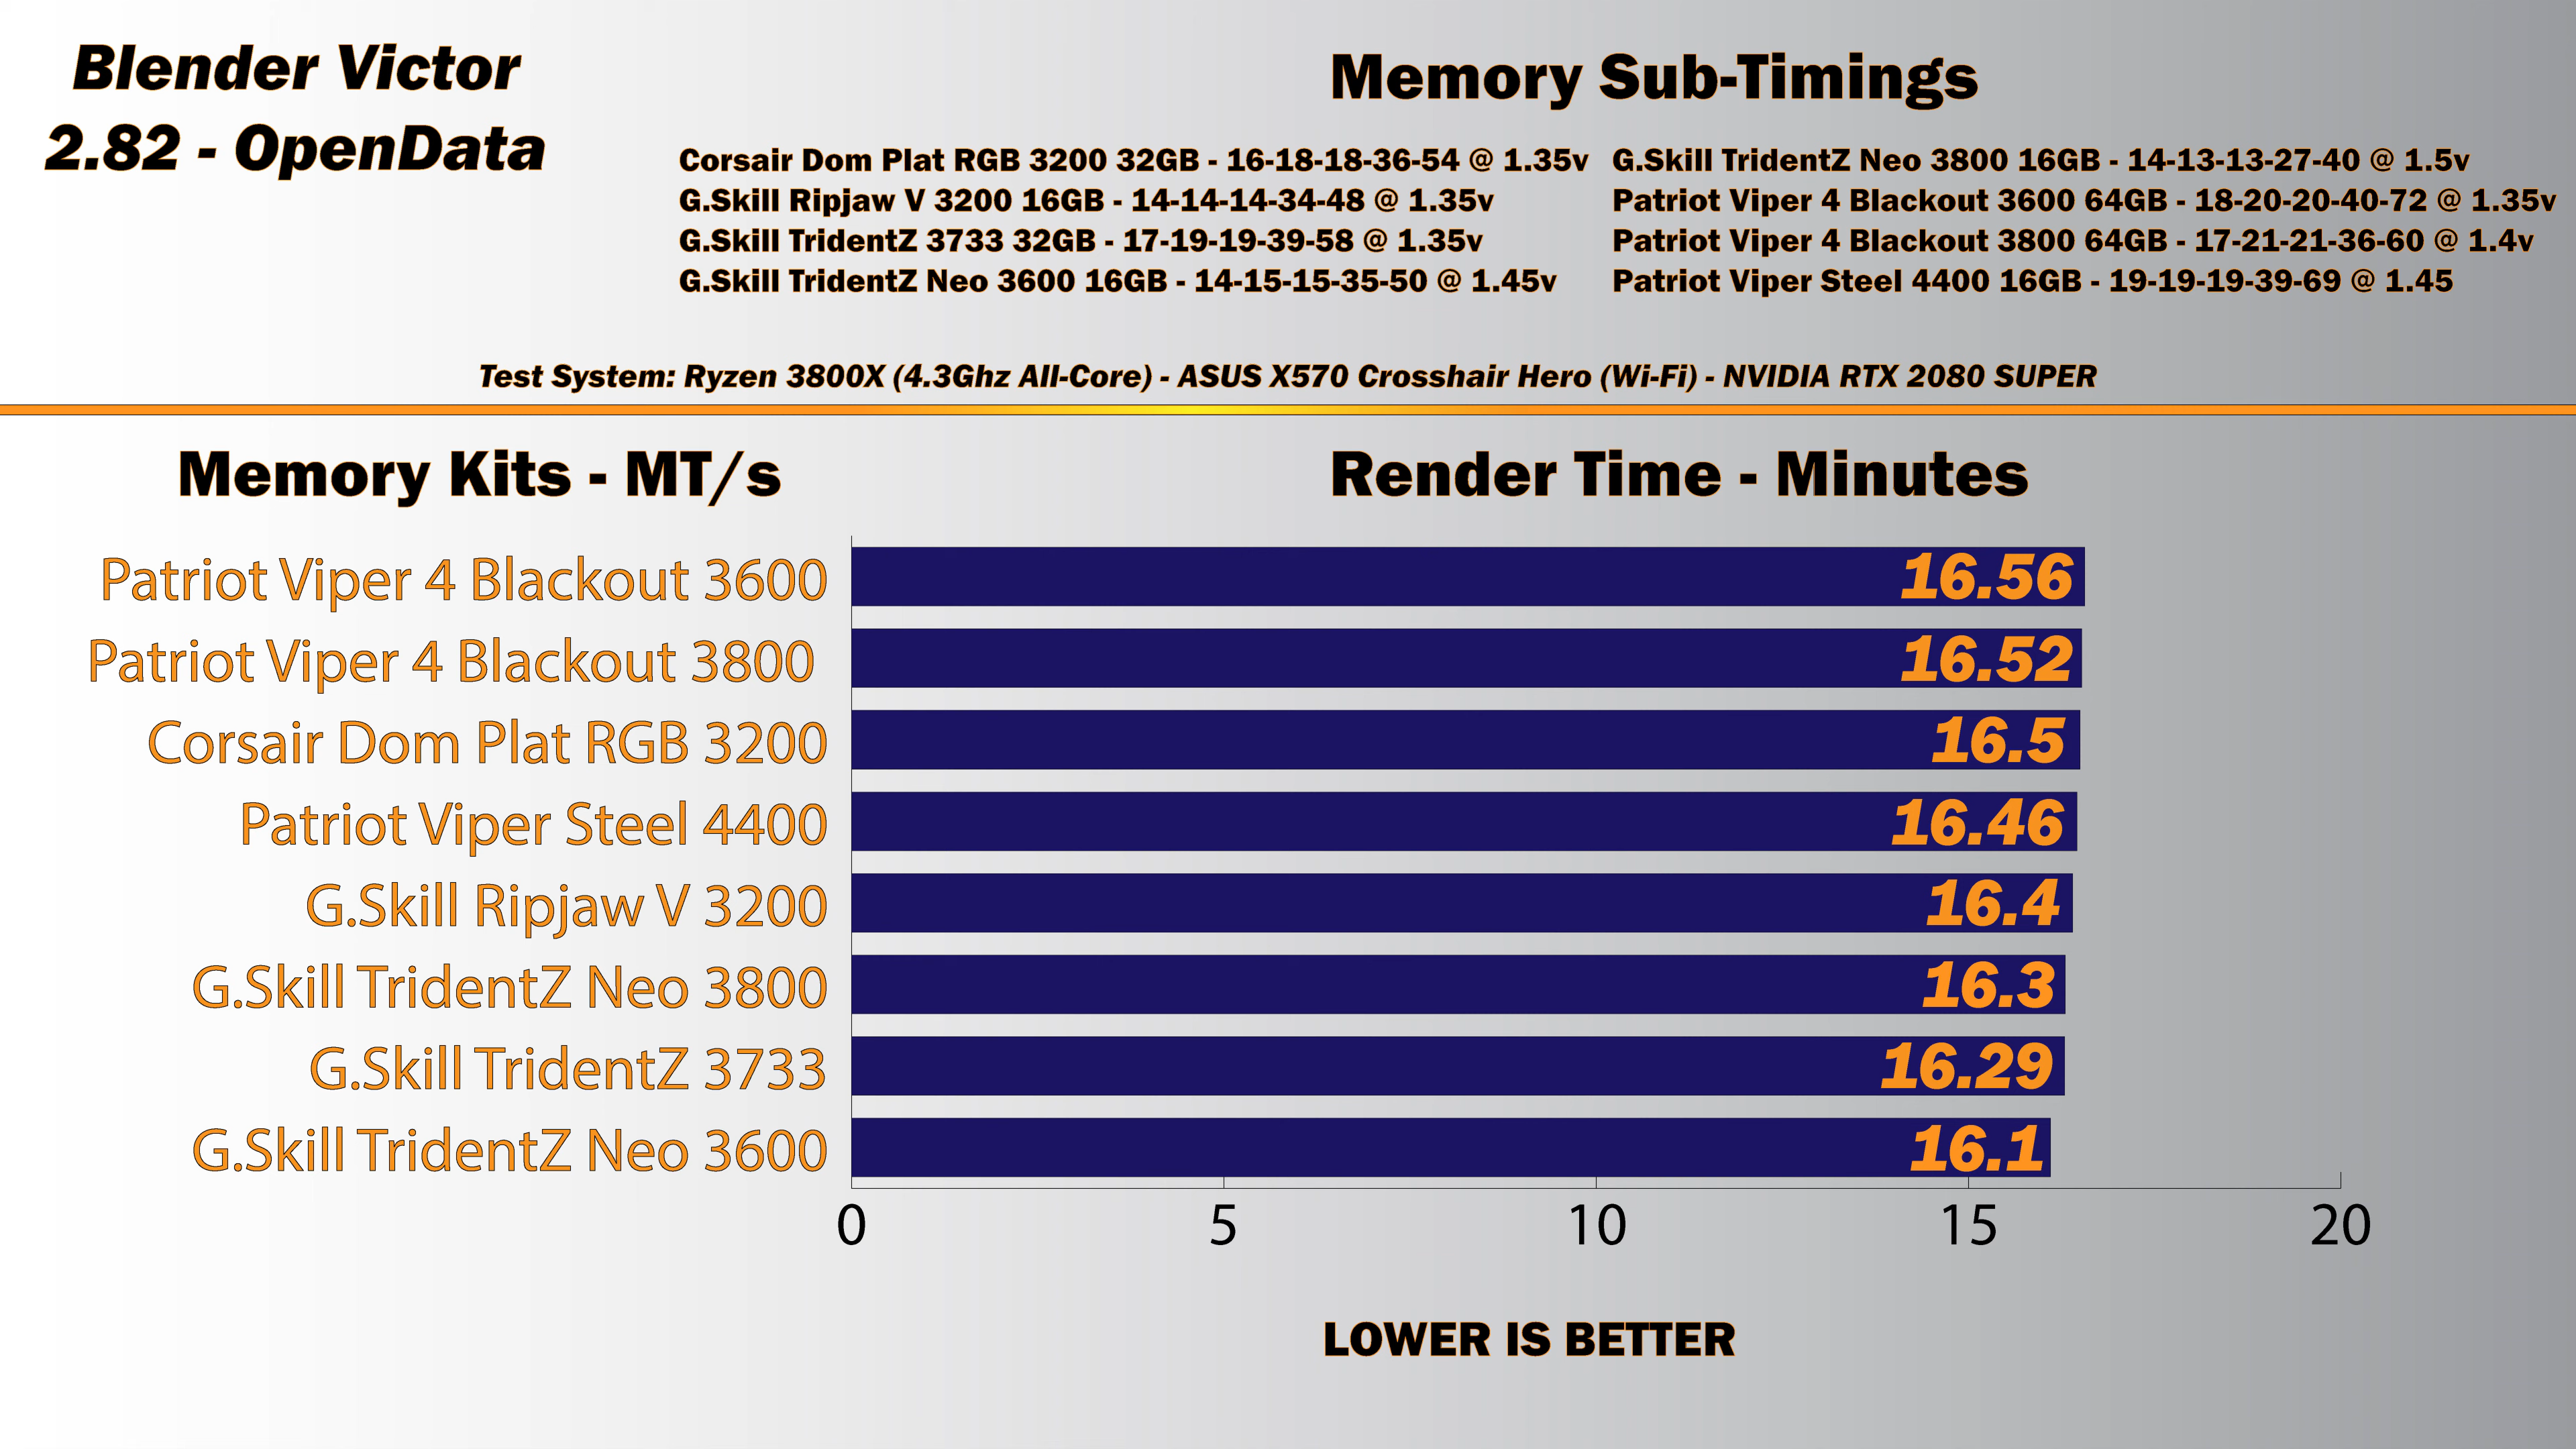 Blender Victor
2.82 - OpenData
Memory Sub-Timings
Corsair Dom Plat RGB 3200 32GB - 16-18-18-36-54 @ 1.35v
G.Skill Ripjaw V 3200 16GB - 14-14-14-34-48 @ 1.35v
G.Skill TridentZ 3733 32GB - 17-19-19-39-58 @ 1.35v
G.Skill TridentZ Neo 3600 16GB - 14-15-15-35-50 @ 1.45v
G.Skill TridentZ Neo 3800 16GB - 14-13-13-27-40 @ 1.5v
Patriot Viper 4 Blackout 3600 64GB - 18-20-20-40-72 @ 1.35v
Patriot Viper 4 Blackout 3800 64GB - 17-21-21-36-60 @ 1.4v
Patriot Viper Steel 4400 16GB - 19-19-19-39-69 @ 1.45
Test System: Ryzen 3800X (4.3Ghz All-Core) - ASUS X570 Crosshair Hero (Wi-Fi) - NVIDIA RTX 2080 SUPER
Memory Kits - MT/s
Render Time - Minutes
Patriot Viper 4 Blackout 3600 16.56
Patriot Viper 4 Blackout 3800 16.52
Corsair Dom Plat RGB 3200 16.5
Patriot Viper Steel 4400 16.46
G.Skill Ripjaw V 3200 16.4
G.Skill TridentZ Neo 3800 16.3
G.Skill TridentZ 3733 16.29
G.Skill TridentZ Neo 3600 16.1
0 5 10 15 20
LOWER IS BETTER